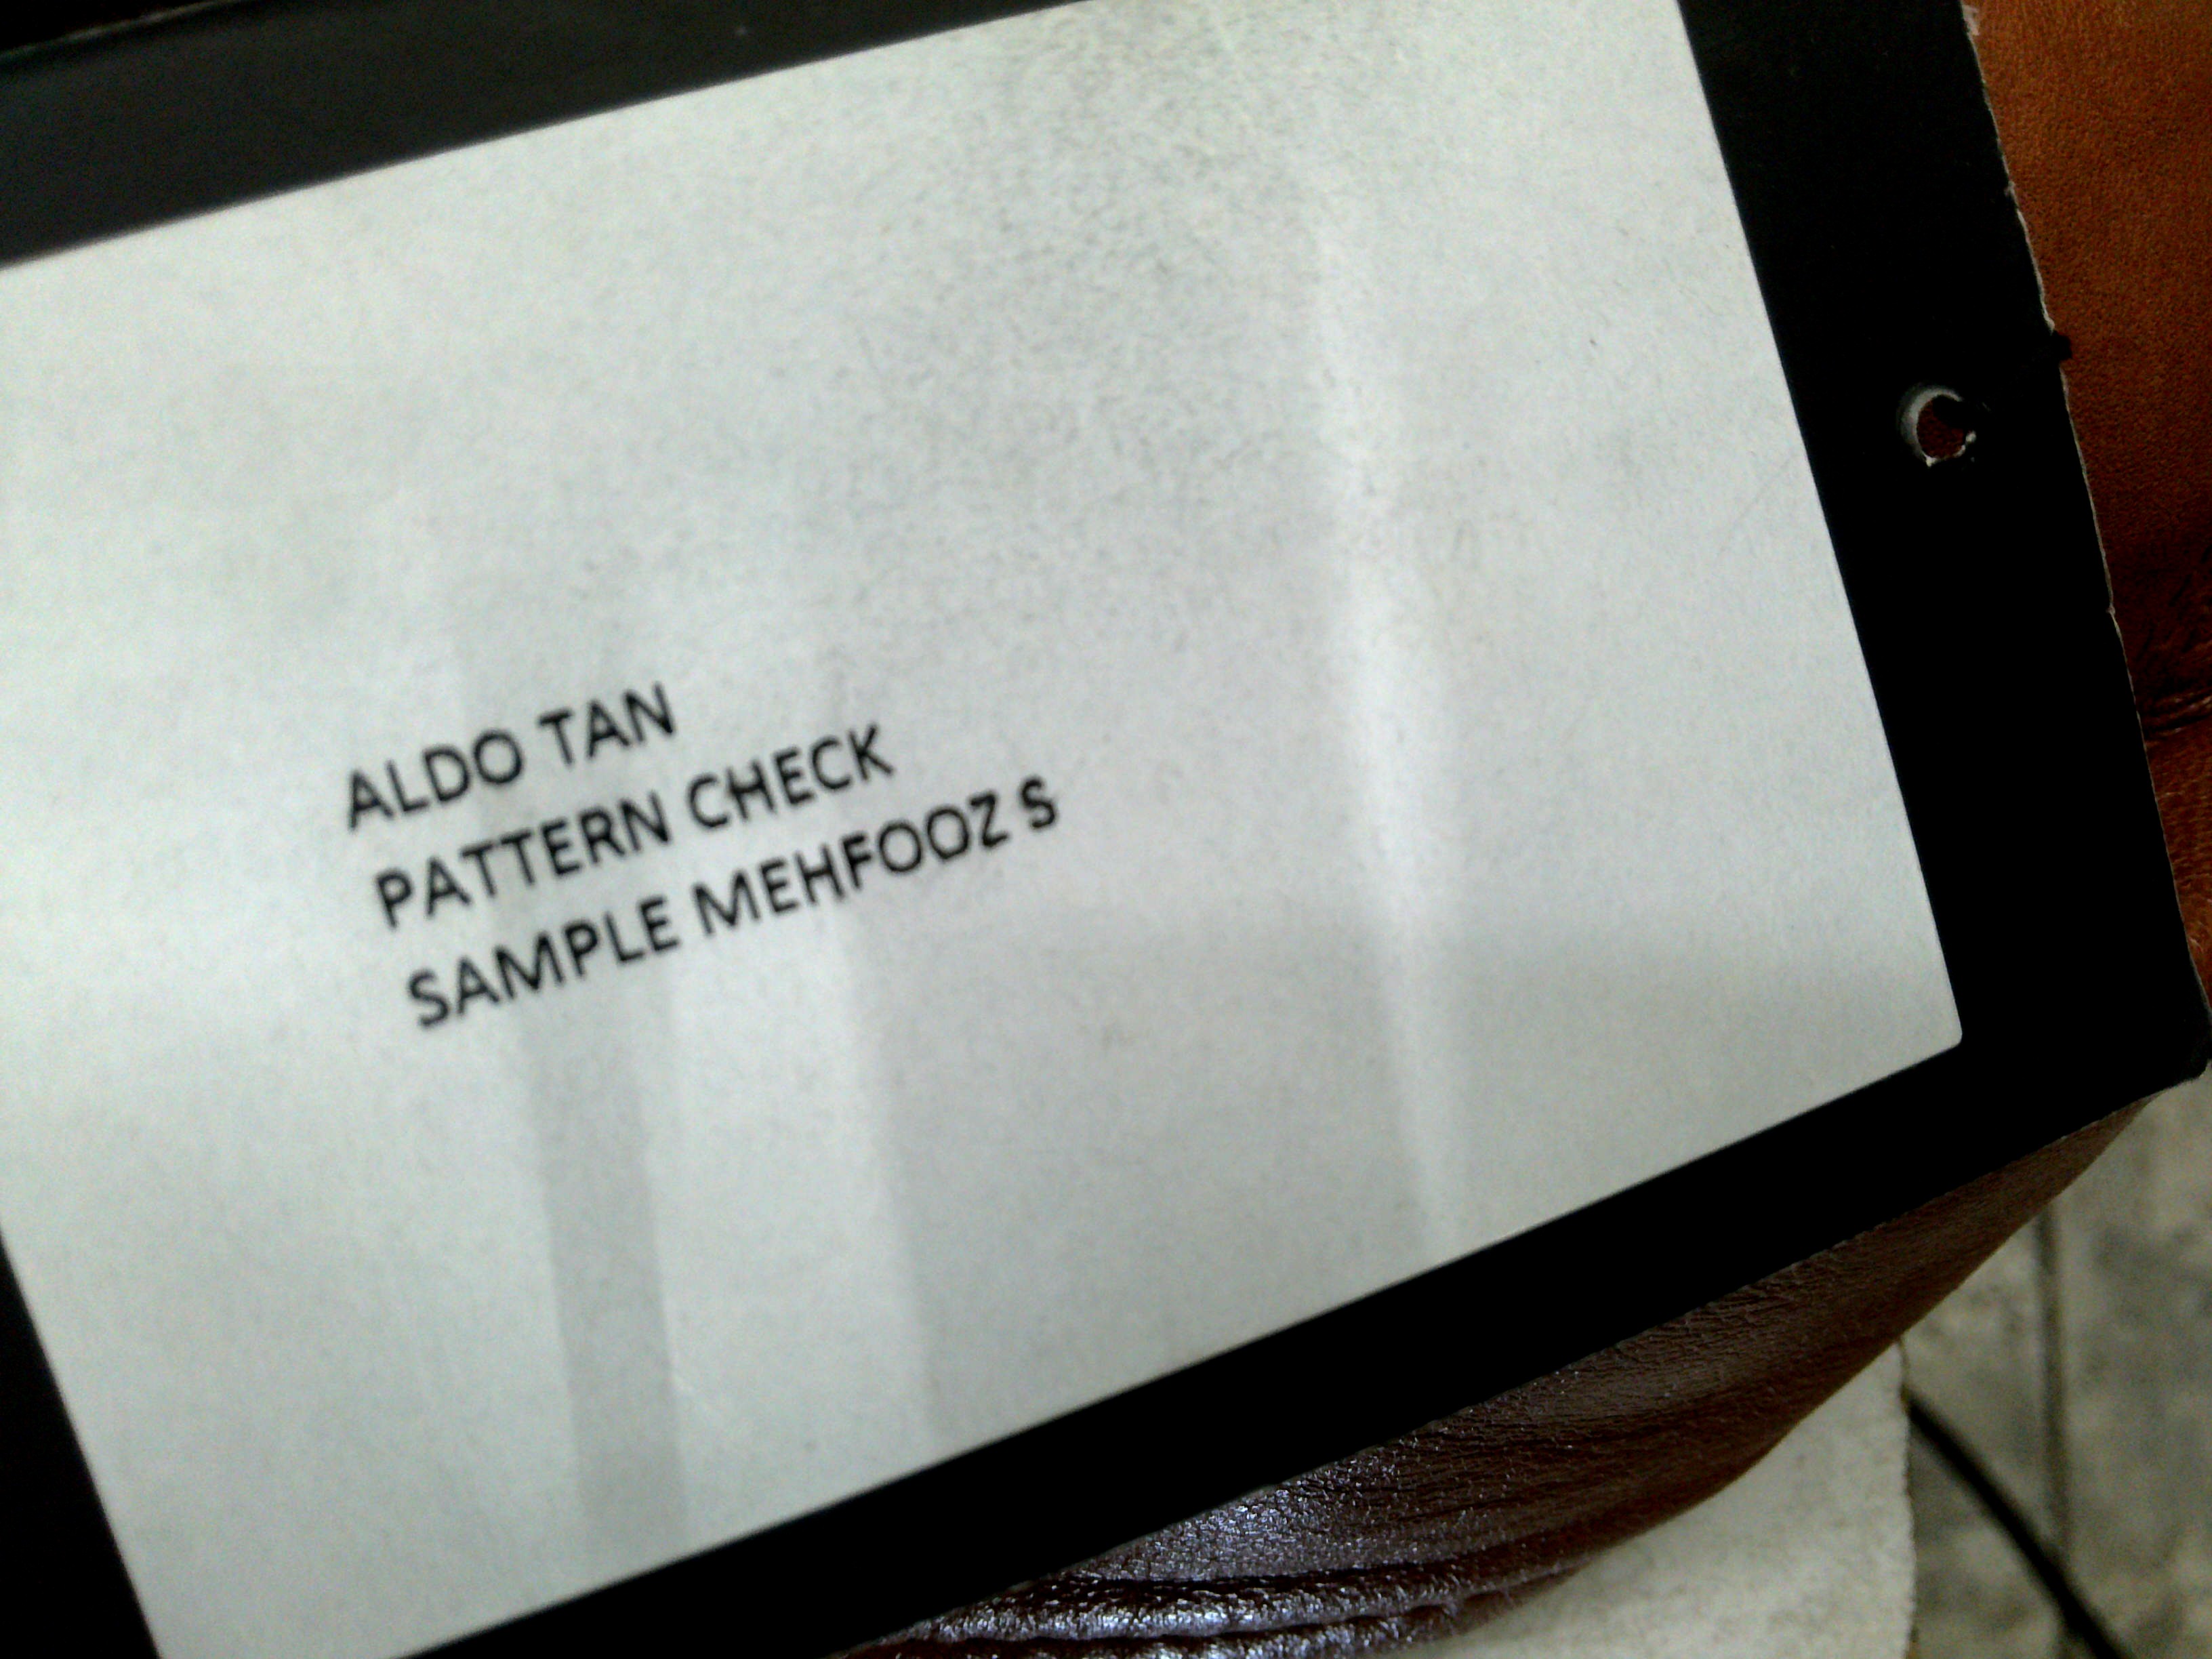 ALDO TAN
PATTERN CHECK
SAMPLE MEHFOOZ S